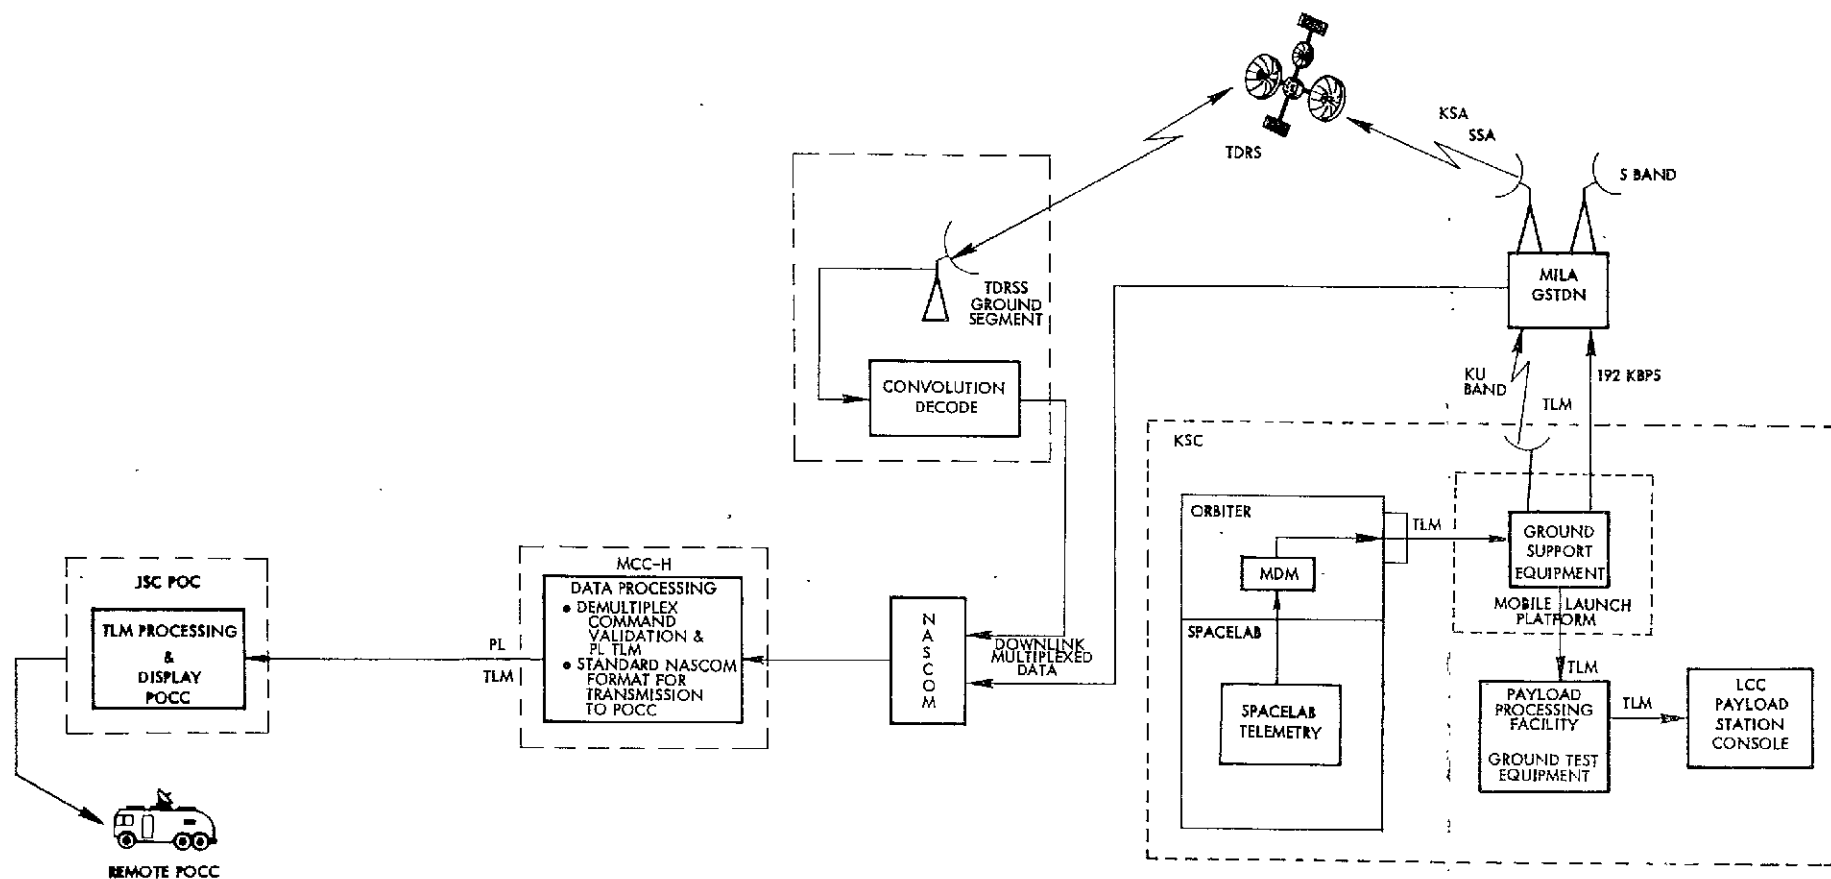 KSA
SSA
TDRS
S BAND
MILA
GSTDN
TDRSS
GROUND
SEGMENT
CONVOLUTION
DECODE
KU
BAND
192 KBPS
TLM
KSC
ORBITER
MDM
TLM
GROUND
SUPPORT
EQUIPMENT
MOBILE LAUNCH
PLATFORM
SPACELAB
SPACELAB
TELEMETRY
TLM
PAYLOAD
PROCESSING
FACILITY
GROUND TEST
EQUIPMENT
TLM
LCC
PAYLOAD
STATION
CONSOLE
NASCOM
DOWNLINK
MULTIPLEXED
DATA
MCC-H
DATA PROCESSING
• DEMULTIPLEX
COMMAND
VALIDATION &
PL TLM
• STANDARD NASCOM
FORMAT FOR
TRANSMISSION
TO POCC
PL
TLM
JSC POC
TLM PROCESSING
&
DISPLAY
POCC
REMOTE POCC